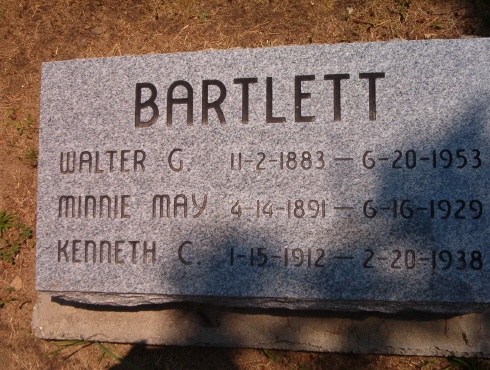 BARTLETT
WALTER G. 11-2-1883 — 6-20-1953
MINNIE MAY 4-14-1891 — 6-16-1929
KENNETH C. 1-15-1912 — 2-20-1938